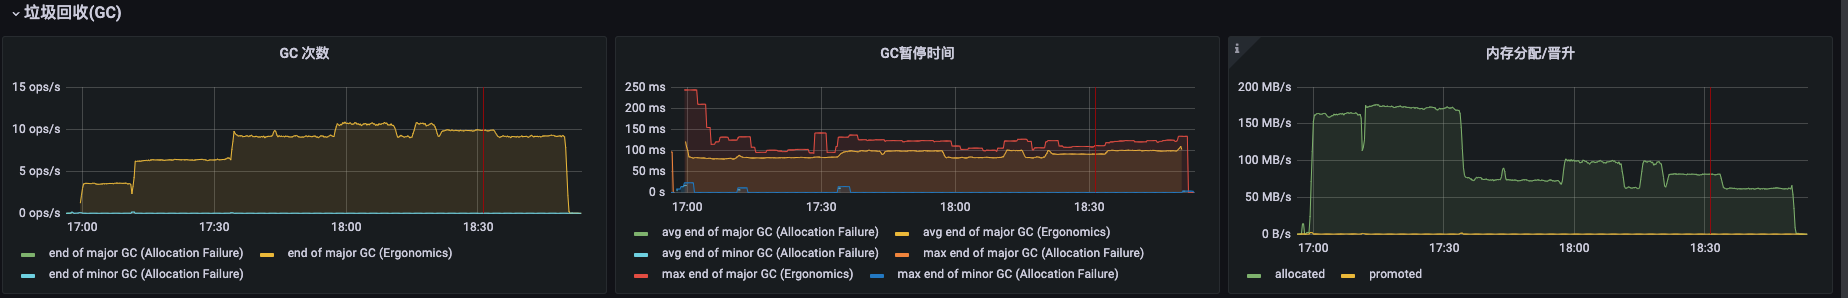 垃圾回收(GC)
GC 次数
15 ops/s
10 ops/s
5 ops/s
0 ops/s
17:00 17:30 18:00 18:30
end of major GC (Allocation Failure) end of major GC (Ergonomics)
end of minor GC (Allocation Failure)
GC暂停时间
250 ms
200 ms
150 ms
100 ms
50 ms
0 s
17:00 17:30 18:00 18:30
avg end of major GC (Allocation Failure) avg end of major GC (Ergonomics)
avg end of minor GC (Allocation Failure) max end of major GC (Allocation Failure)
max end of major GC (Ergonomics) max end of minor GC (Allocation Failure)
i
内存分配/晋升
200 MB/s
150 MB/s
100 MB/s
50 MB/s
0 B/s
17:00 17:30 18:00 18:30
allocated promoted